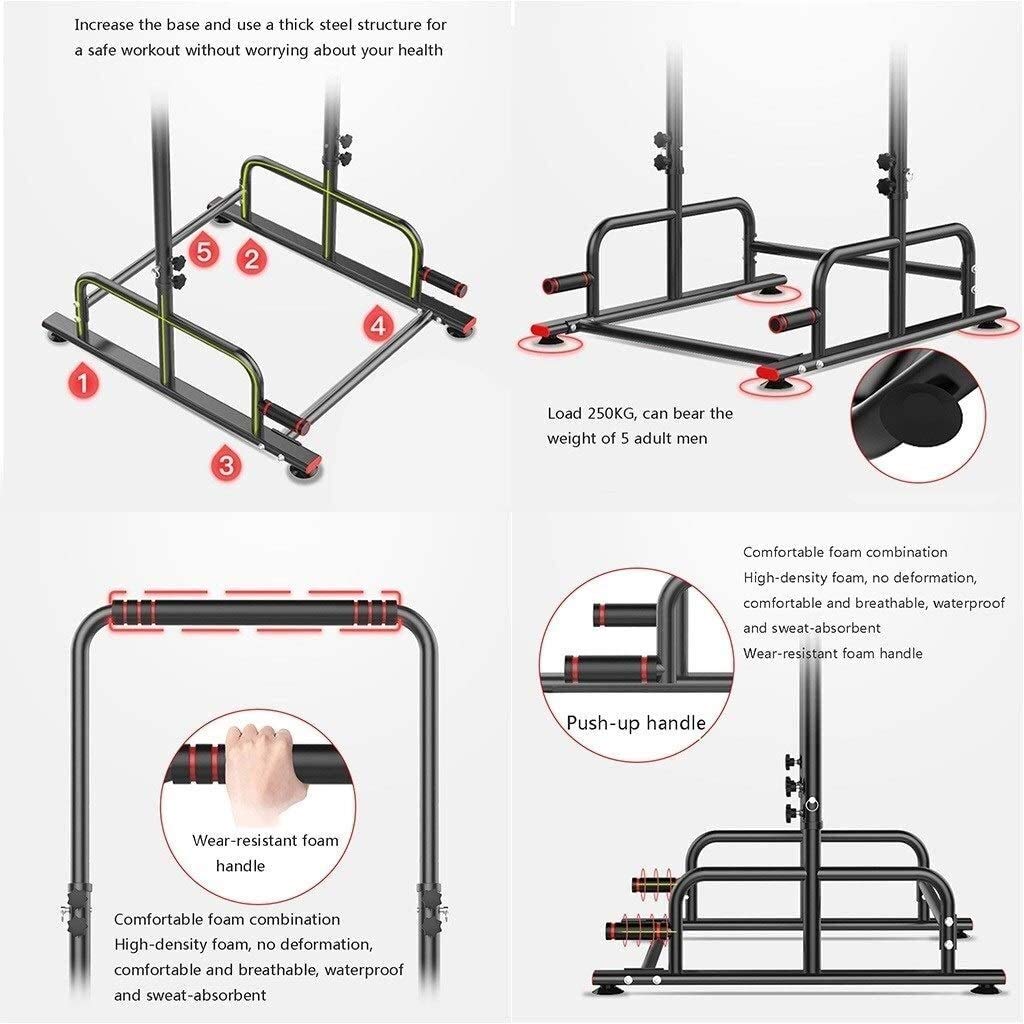 Increase the base and use a thick steel structure for
a safe workout without worrying about your health
5
2
4
1
3
Load 250KG, can bear the
weight of 5 adult men
Wear-resistant foam
handle
Comfortable foam combination
High-density foam, no deformation,
comfortable and breathable, waterproof
and sweat-absorbent
Comfortable foam combination
High-density foam, no deformation,
comfortable and breathable, waterproof
and sweat-absorbent
Wear-resistant foam handle
Push-up handle